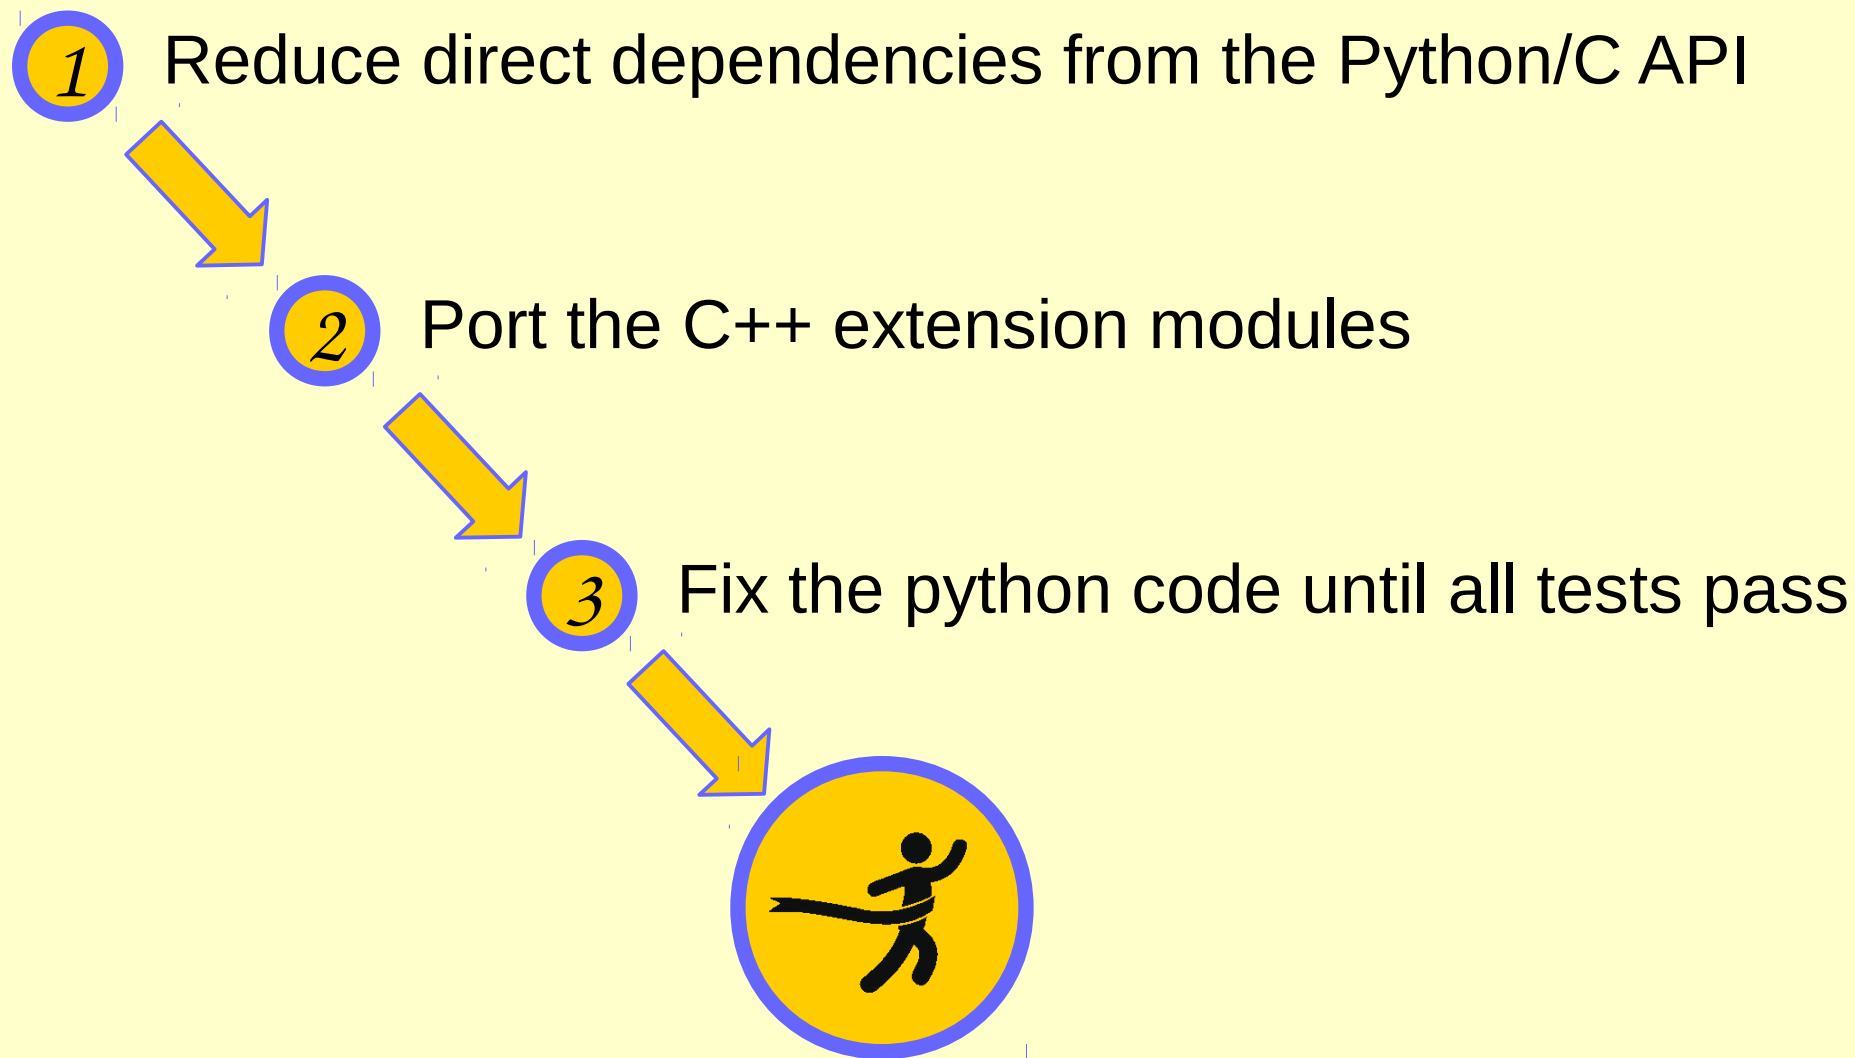 1 Reduce direct dependencies from the Python/C API
2 Port the C++ extension modules
3 Fix the python code until all tests pass